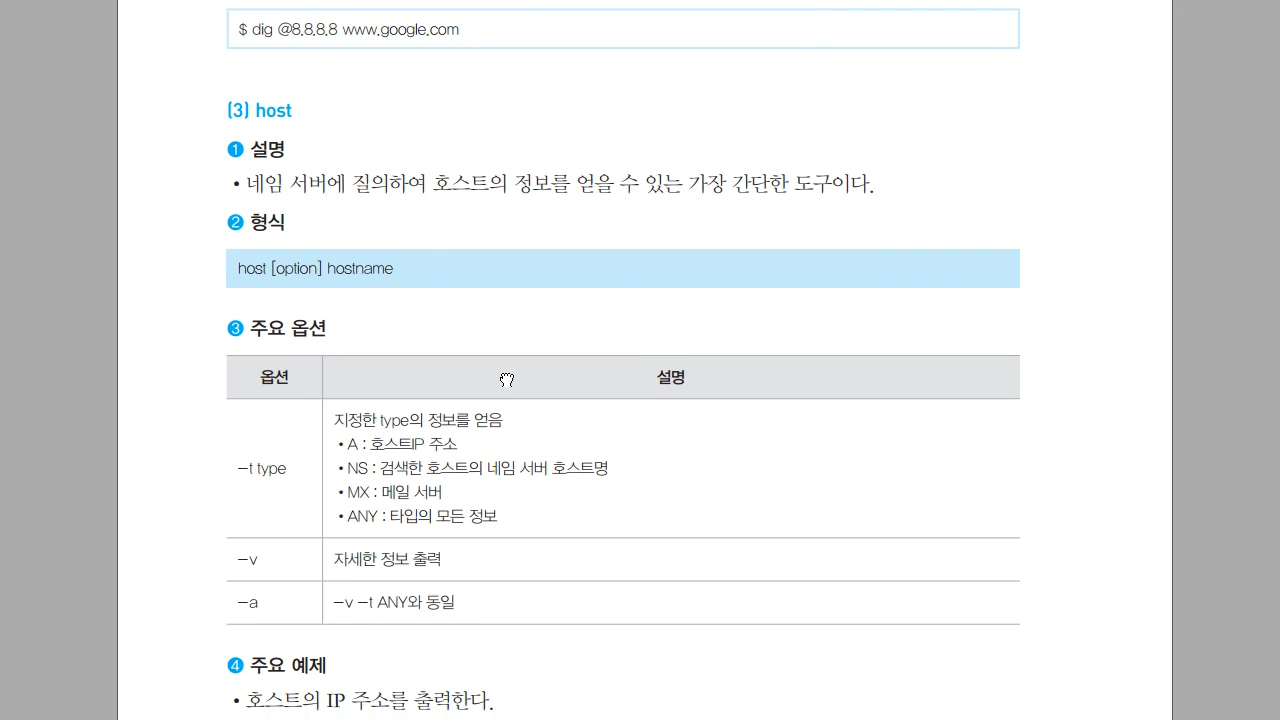 $ dig @8.8.8.8 www.google.com
(3) host
❶ 설명
• 네임 서버에 질의하여 호스트의 정보를 얻을 수 있는 가장 간단한 도구이다.
❷ 형식
host [option] hostname
❸ 주요 옵션
옵션 설명
지정한 type의 정보를 얻음
• A : 호스트IP 주소
–t type
• NS : 검색한 호스트의 네임 서버 호스트명
• MX : 메일 서버
• ANY : 타입의 모든 정보
–v 자세한 정보 출력
–a –v –t ANY와 동일
❹ 주요 예제
• 호스트의 IP 주소를 출력한다.